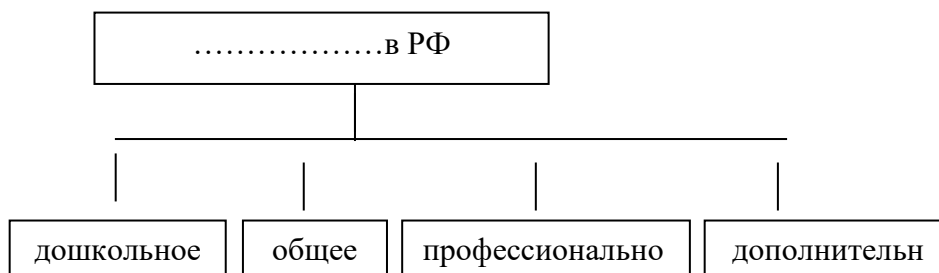 ………………в РФ
дошкольное
общее
профессионально
дополнительн